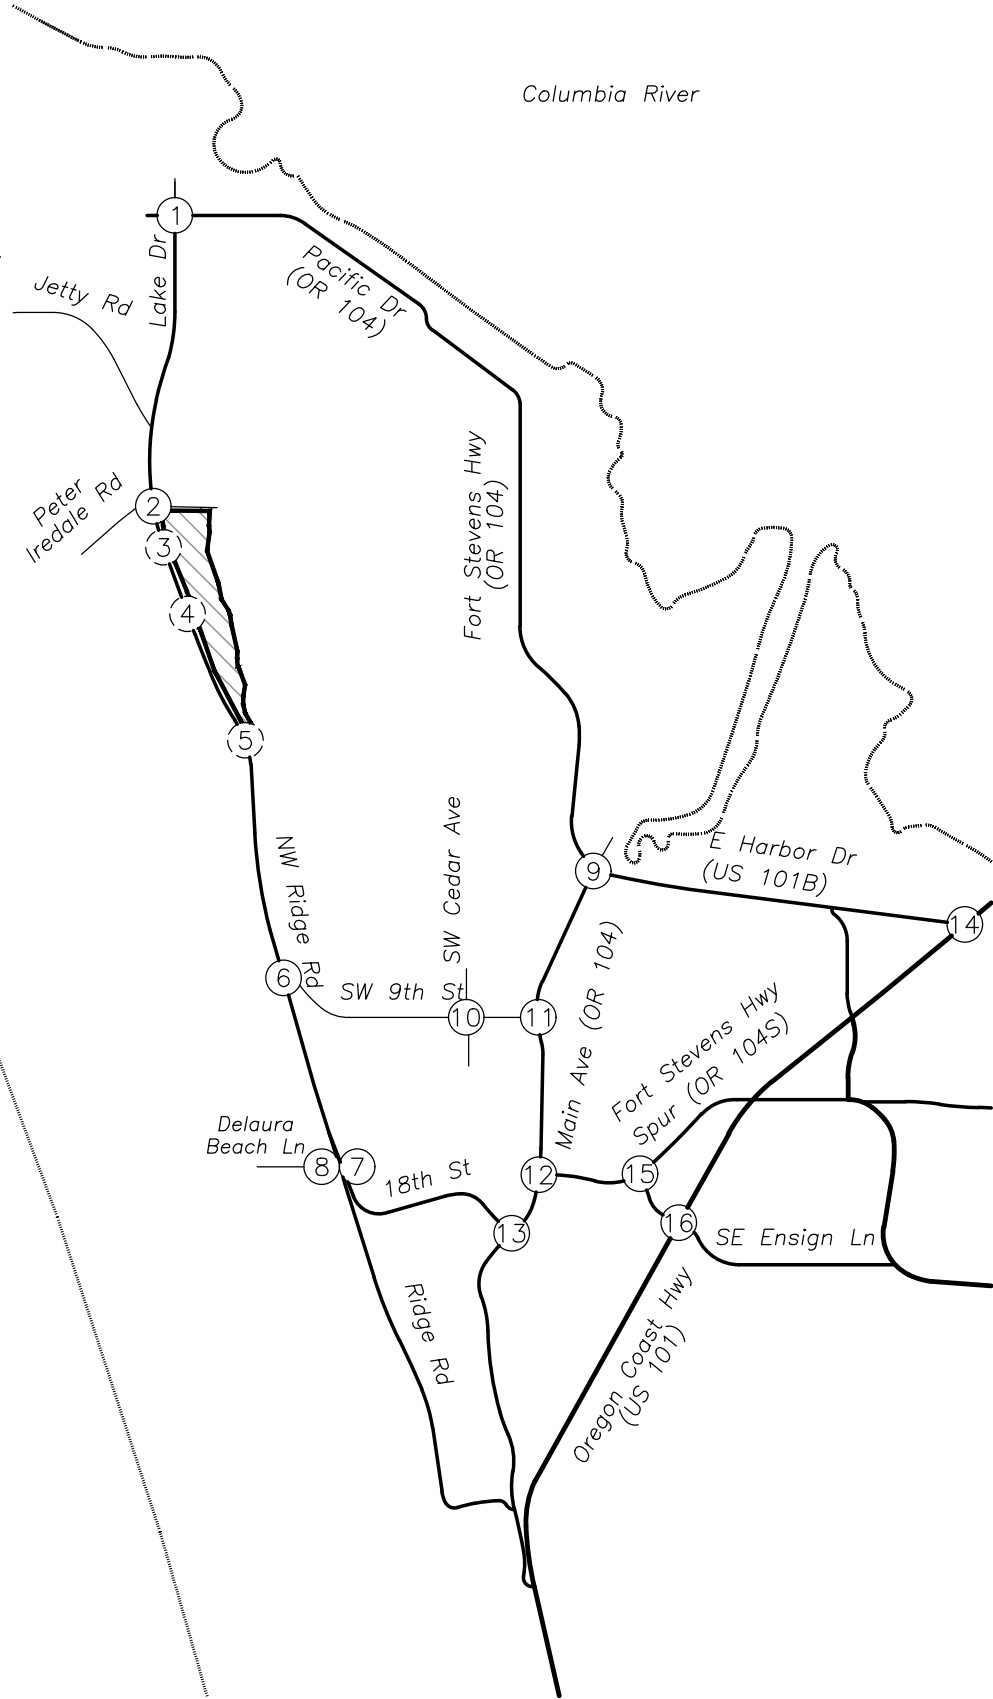 Columbia River
1
Lake Dr
Jetty Rd
Pacific Dr
(OR 104)
Fort Stevens Hwy
(OR 104)
Peter
Iredale Rd
2
3
4
5
NW Ridge Rd
SW Cedar Ave
9
E Harbor Dr
(US 101B)
14
6
SW 9th St
10
11
Main Ave (OR 104)
Fort Stevens Hwy
Spur (OR 104S)
Delaura
Beach Ln
8
7
18th St
12
15
13
16
SE Ensign Ln
Ridge Rd
Oregon Coast Hwy
(US 101)